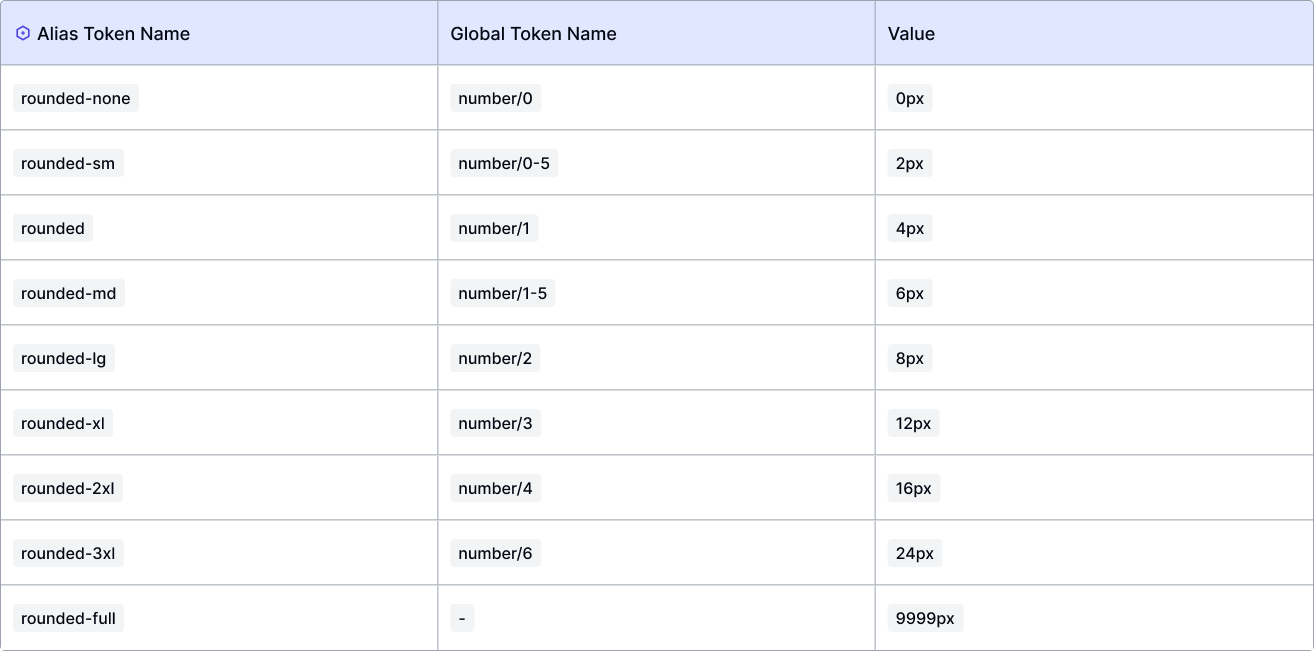 Alias Token Name Global Token Name Value
rounded-none number/0 0px
rounded-sm number/0-5 2px
rounded number/1 4px
rounded-md number/1-5 6px
rounded-lg number/2 8px
rounded-xl number/3 12px
rounded-2xl number/4 16px
rounded-3xl number/6 24px
rounded-full - 9999px